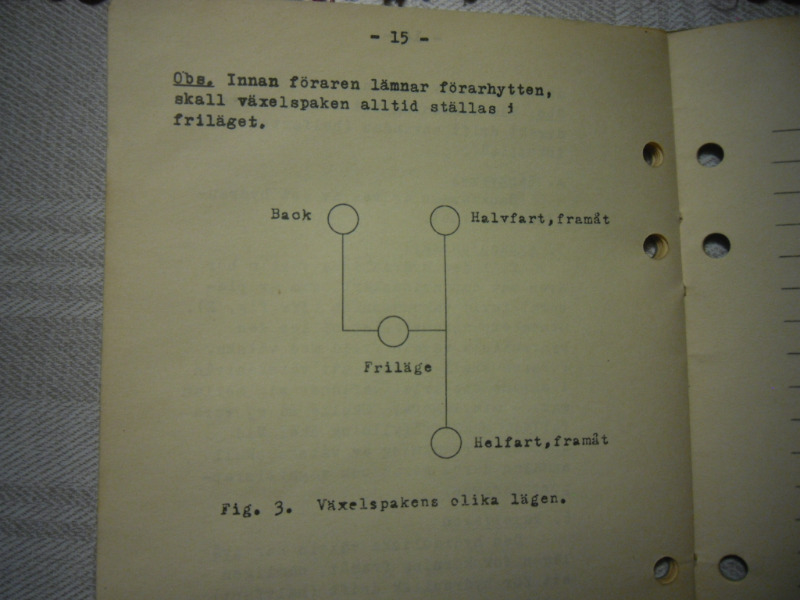 - 15 -
Obs. Innan föraren lämnar förarhytten,
skall växelspaken alltid ställas i
friläget.
Back
Halvfart,framåt
Friläge
Helfart,framåt
Fig. 3. Växelspakens olika lägen.